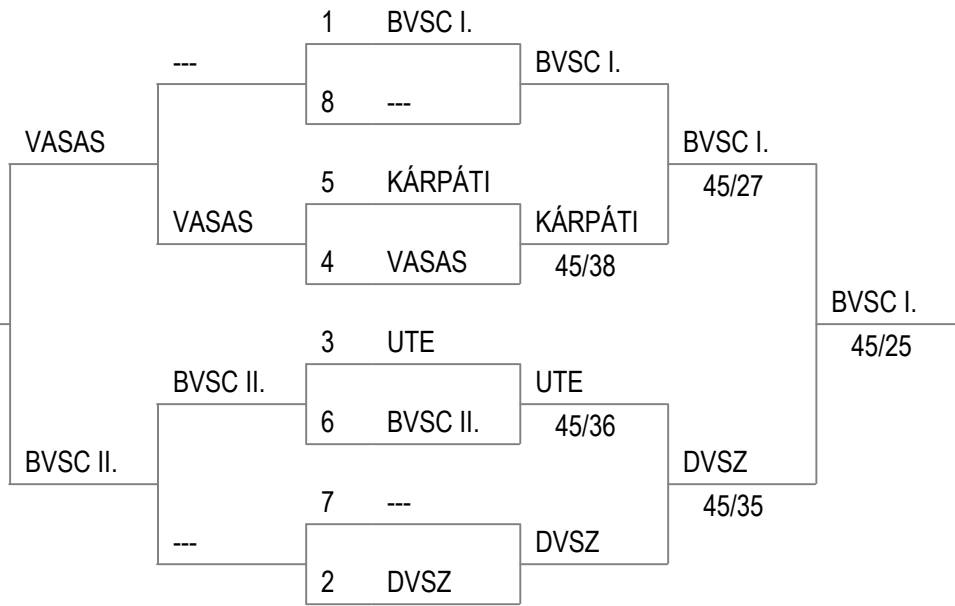 1 BVSC I.
--- BVSC I.
8 ---
VASAS BVSC I.
5 KÁRPÁTI 45/27
VASAS KÁRPÁTI
4 VASAS 45/38
BVSC I.
3 UTE 45/25
BVSC II. UTE
6 BVSC II. 45/36
BVSC II. DVSZ
7 --- 45/35
--- DVSZ
2 DVSZ